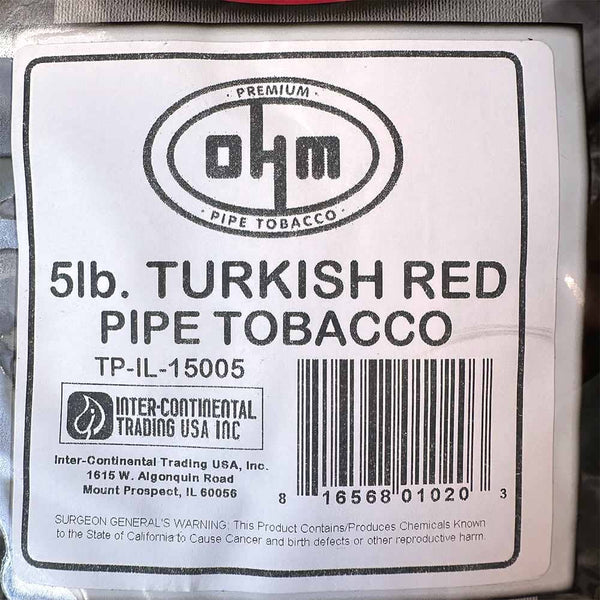 · PREMIUM ·
ohm
· PIPE TOBACCO ·
5lb. TURKISH RED
PIPE TOBACCO
TP-IL-15005
INTER-CONTINENTAL
TRADING USA INC
Inter-Continental Trading USA, Inc.
1615 W. Algonquin Road
Mount Prospect, IL 60056
8 16568 01020 3
SURGEON GENERAL'S WARNING: This Product Contains/Produces Chemicals Known
to the State of California to Cause Cancer and birth defects or other reproductive harm.